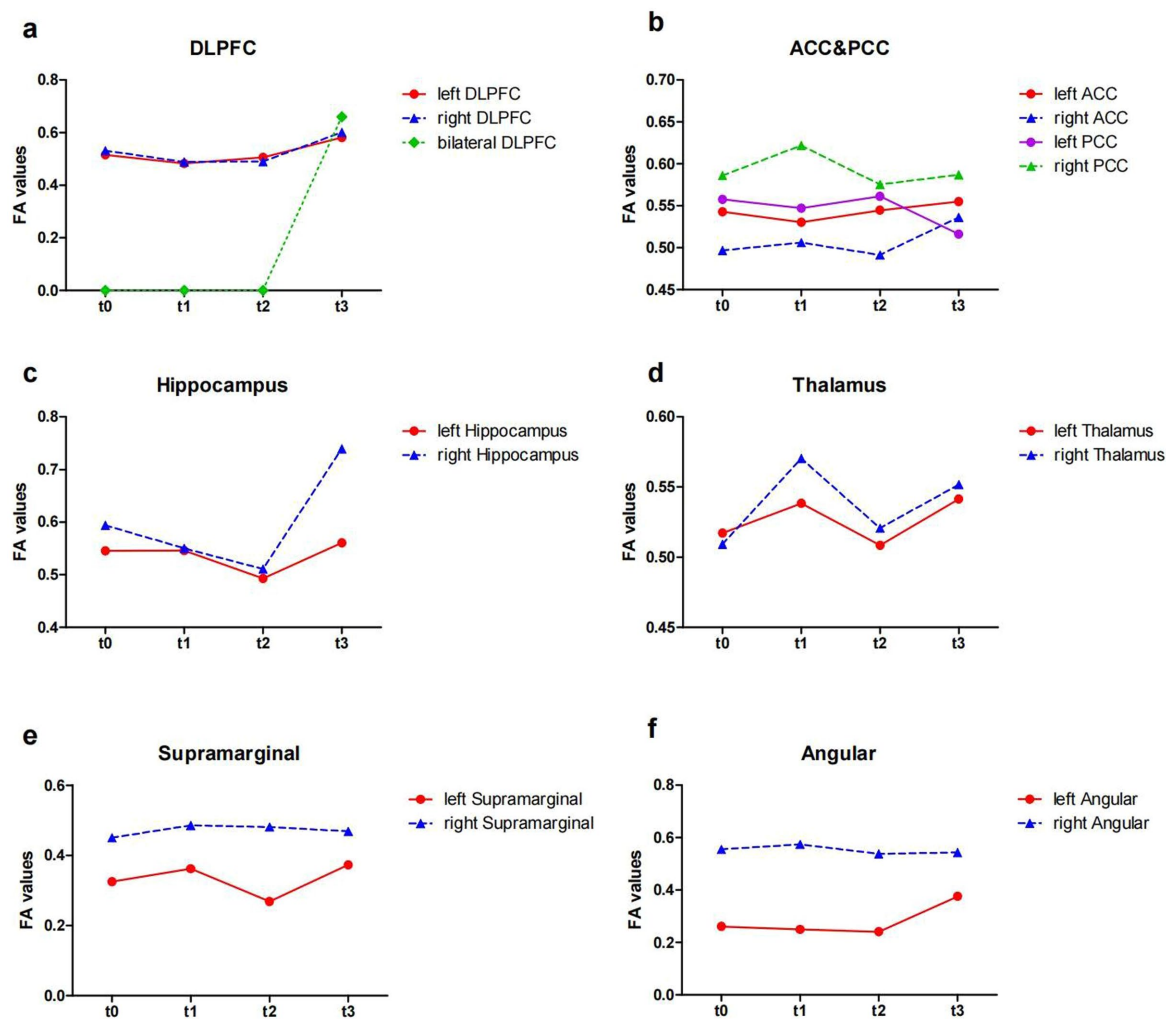 a
DLPFC
0.8
0.6
0.4
0.2
0.0
FA values
t0 t1 t2 t3
left DLPFC
right DLPFC
bilateral DLPFC
b
ACC&PCC
0.70
0.65
0.60
0.55
0.50
0.45
FA values
t0 t1 t2 t3
left ACC
right ACC
left PCC
right PCC
c
Hippocampus
0.8
0.7
0.6
0.5
0.4
FA values
t0 t1 t2 t3
left Hippocampus
right Hippocampus
d
Thalamus
0.60
0.55
0.50
0.45
FA values
t0 t1 t2 t3
left Thalamus
right Thalamus
e
Supramarginal
0.6
0.4
0.2
0.0
FA values
t0 t1 t2 t3
left Supramarginal
right Supramarginal
f
Angular
0.8
0.6
0.4
0.2
0.0
FA values
t0 t1 t2 t3
left Angular
right Angular